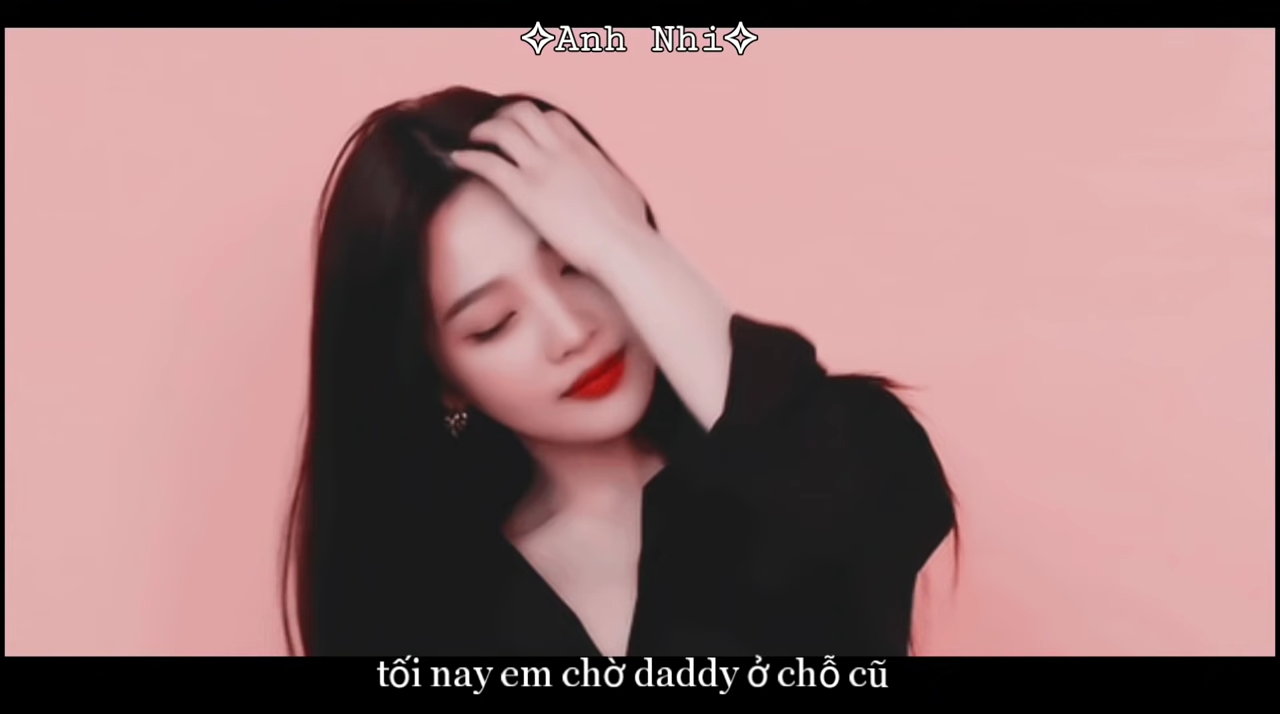 ✧Anh Nhi✧
tối nay em chờ daddy ở chỗ cũ